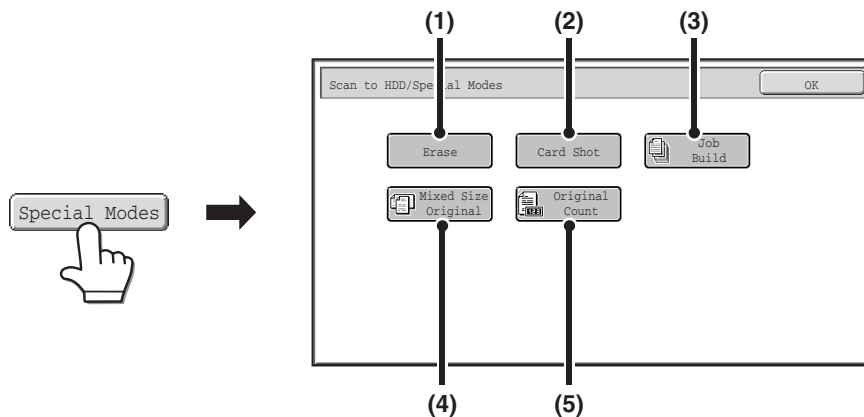 (1) (2) (3)
Scan to HDD/Special Modes OK
Erase Card Shot Job
Build
Special Modes
Mixed Size
Original
Original
Count
(4) (5)